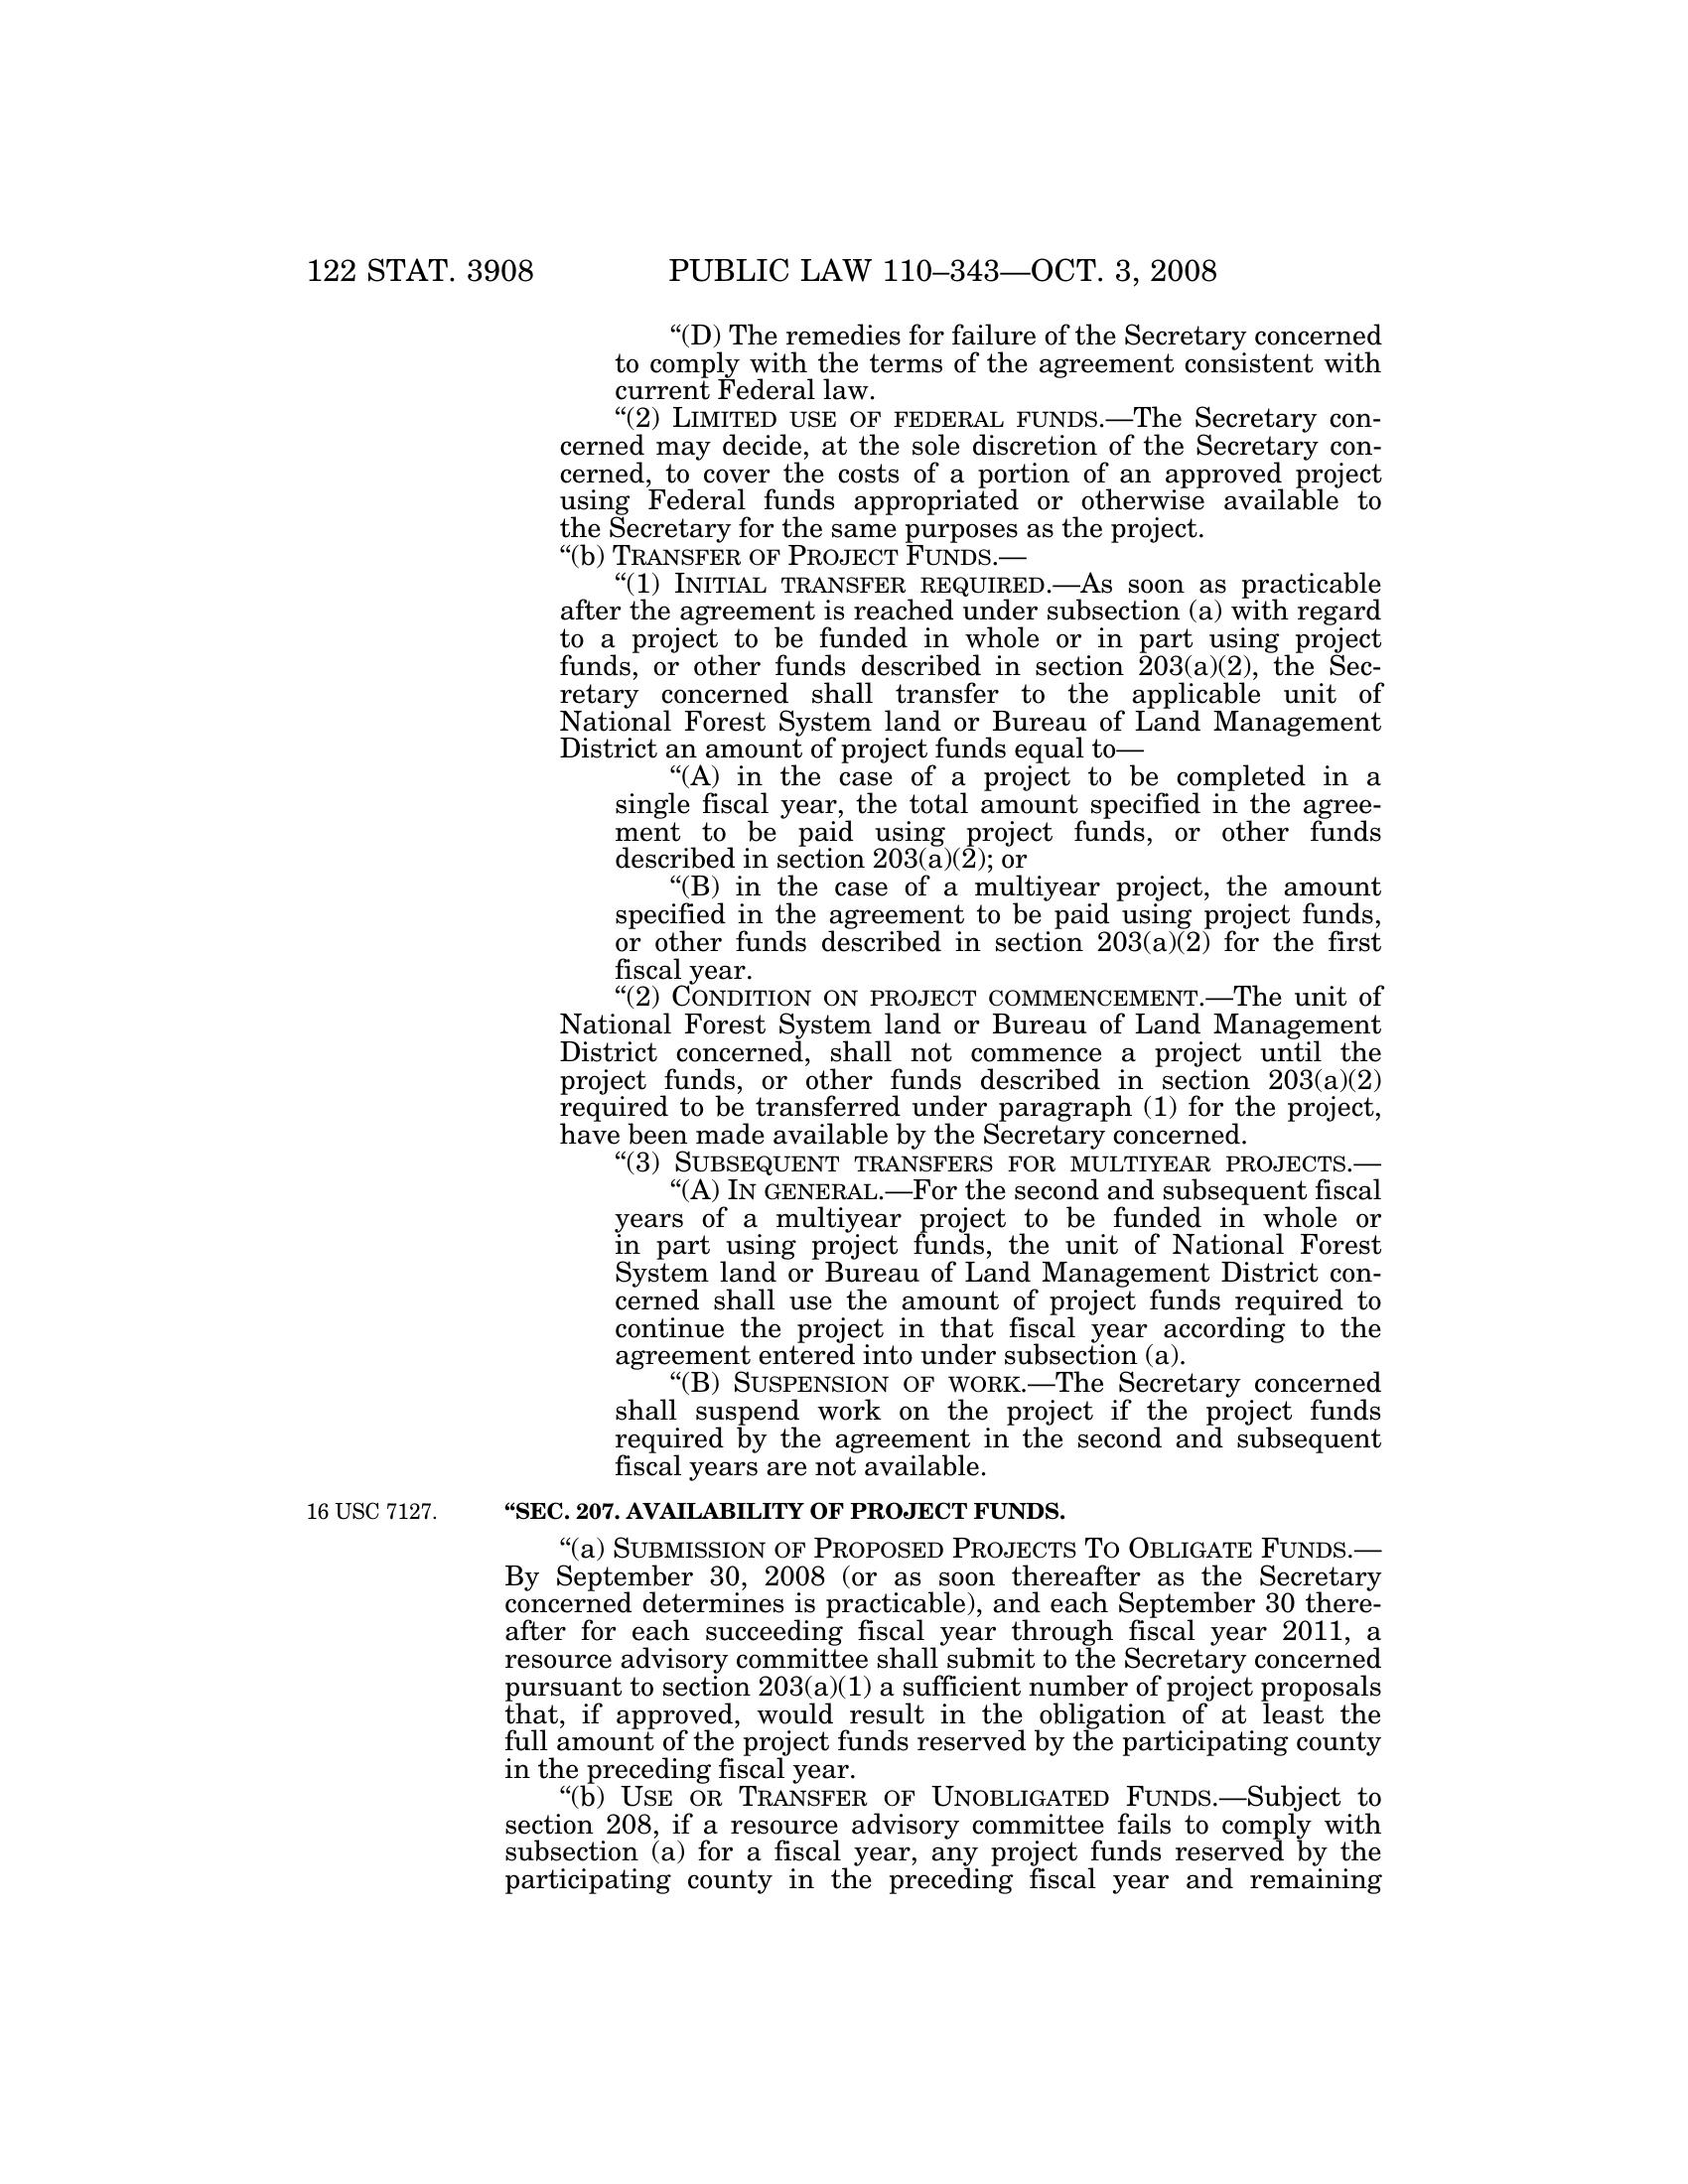 122 STAT. 3908 PUBLIC LAW 110–343—OCT. 3, 2008
“(D) The remedies for failure of the Secretary concerned
to comply with the terms of the agreement consistent with
current Federal law.
“(2) LIMITED USE OF FEDERAL FUNDS.—The Secretary con-
cerned may decide, at the sole discretion of the Secretary con-
cerned, to cover the costs of a portion of an approved project
using Federal funds appropriated or otherwise available to
the Secretary for the same purposes as the project.
“(b) TRANSFER OF PROJECT FUNDS.—
“(1) INITIAL TRANSFER REQUIRED.—As soon as practicable
after the agreement is reached under subsection (a) with regard
to a project to be funded in whole or in part using project
funds, or other funds described in section 203(a)(2), the Sec-
retary concerned shall transfer to the applicable unit of
National Forest System land or Bureau of Land Management
District an amount of project funds equal to—
“(A) in the case of a project to be completed in a
single fiscal year, the total amount specified in the agree-
ment to be paid using project funds, or other funds
described in section 203(a)(2); or
“(B) in the case of a multiyear project, the amount
specified in the agreement to be paid using project funds,
or other funds described in section 203(a)(2) for the first
fiscal year.
“(2) CONDITION ON PROJECT COMMENCEMENT.—The unit of
National Forest System land or Bureau of Land Management
District concerned, shall not commence a project until the
project funds, or other funds described in section 203(a)(2)
required to be transferred under paragraph (1) for the project,
have been made available by the Secretary concerned.
“(3) SUBSEQUENT TRANSFERS FOR MULTIYEAR PROJECTS.—
“(A) IN GENERAL.—For the second and subsequent fiscal
years of a multiyear project to be funded in whole or
in part using project funds, the unit of National Forest
System land or Bureau of Land Management District con-
cerned shall use the amount of project funds required to
continue the project in that fiscal year according to the
agreement entered into under subsection (a).
“(B) SUSPENSION OF WORK.—The Secretary concerned
shall suspend work on the project if the project funds
required by the agreement in the second and subsequent
fiscal years are not available.
16 USC 7127. “SEC. 207. AVAILABILITY OF PROJECT FUNDS.
“(a) SUBMISSION OF PROPOSED PROJECTS TO OBLIGATE FUNDS.—
By September 30, 2008 (or as soon thereafter as the Secretary
concerned determines is practicable), and each September 30 there-
after for each succeeding fiscal year through fiscal year 2011, a
resource advisory committee shall submit to the Secretary concerned
pursuant to section 203(a)(1) a sufficient number of project proposals
that, if approved, would result in the obligation of at least the
full amount of the project funds reserved by the participating county
in the preceding fiscal year.
“(b) USE OR TRANSFER OF UNOBLIGATED FUNDS.—Subject to
section 208, if a resource advisory committee fails to comply with
subsection (a) for a fiscal year, any project funds reserved by the
participating county in the preceding fiscal year and remaining